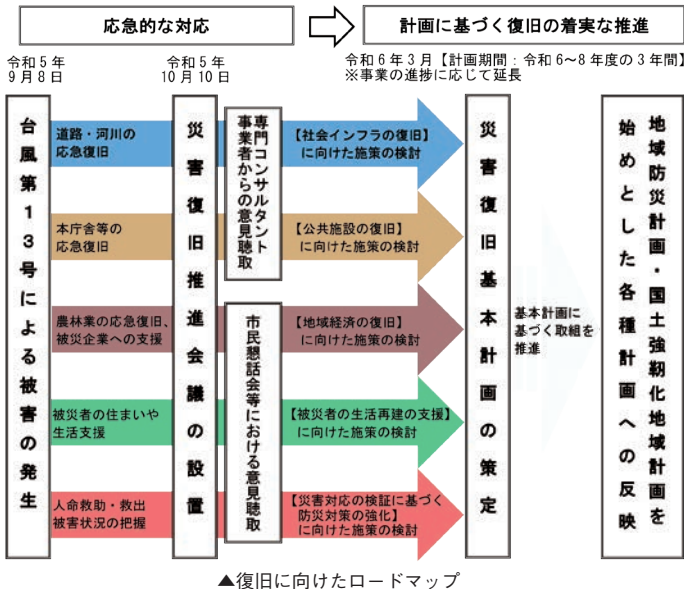 応急的な対応
計画に基づく復旧の着実な推進
令和５年
９月８日
令和５年
10月10日
令和６年３月【計画期間：令和６～８年度の３年間】
※事業の進捗に応じて延長
台風第１３号による被害の発生
道路・河川の
応急復旧
本庁舎等の
応急復旧
農林業の応急復旧、
被災企業への支援
被災者の住まいや
生活支援
人命救助・救出
被害状況の把握
災害復旧推進会議の設置
専門コンサルタント
事業者からの意見聴取
市民懇話会等における意見聴取
【社会インフラの復旧】
に向けた施策の検討
【公共施設の復旧】
に向けた施策の検討
【地域経済の復旧】
に向けた施策の検討
【被災者の生活再建の支援】
に向けた施策の検討
【災害対応の検証に基づく
防災対策の強化】
に向けた施策の検討
災害復旧基本計画の策定
基本計画に
基づく取組を
推進
地域防災計画・国土強靭化地域計画を
始めとした各種計画への反映
▲復旧に向けたロードマップ